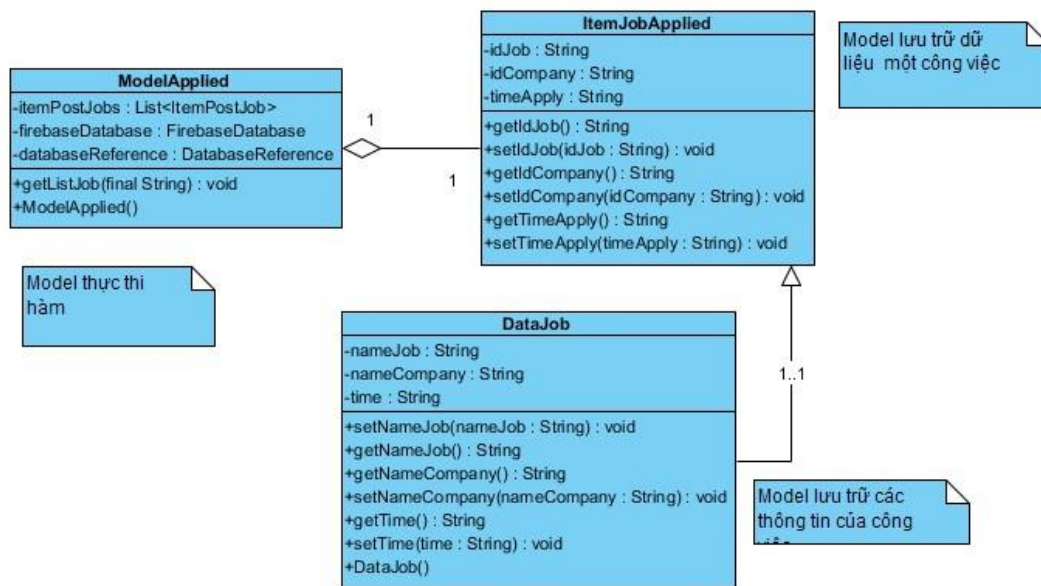 ModelApplied
-itemPostJobs : List<ItemPostJob>
-firebaseDatabase : FirebaseDatabase
-databaseReference : DatabaseReference
+getListJob(final String) : void
+ModelApplied()
1
1
ItemJobApplied
-idJob : String
-idCompany : String
-timeApply : String
+getIdJob() : String
+setIdJob(idJob : String) : void
+getIdCompany() : String
+setIdCompany(idCompany : String) : void
+getTimeApply() : String
+setTimeApply(timeApply : String) : void
Model lưu trữ dữ
liệu một công việc
Model thực thi
hàm
DataJob
-nameJob : String
-nameCompany : String
-time : String
+setNameJob(nameJob : String) : void
+getNameJob() : String
+getNameCompany() : String
+setNameCompany(nameCompany : String) : void
+getTime() : String
+setTime(time : String) : void
+DataJob()
1..1
Model lưu trữ các
thông tin của công